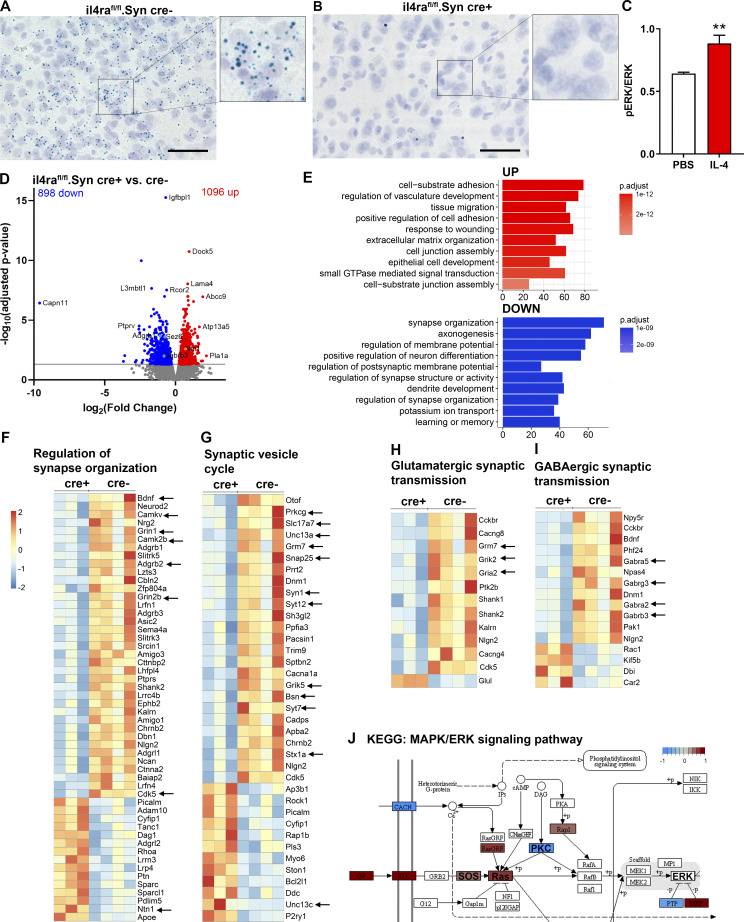 A
il4ra^fl/fl.Syn cre-
B
il4ra^fl/fl.Syn cre+
C
pERK/ERK
1.0
0.5
0.0
**
PBS
IL-4
D
il4ra^fl/fl.Syn cre+ vs. cre-
898 down
1096 up
-log10(adjusted p-value)
15
10
5
Igfbpl1
Dock5
L3mbtl1
Rcor2
Lama4
Abcc9
Capn11
Ptprv
Atp13a5
Pla1a
-10
-5
0
log2(Fold Change)
E
UP
cell-substrate adhesion
regulation of vasculature development
tissue migration
positive regulation of cell adhesion
response to wounding
extracellular matrix organization
cell junction assembly
epithelial cell development
small GTPase mediated signal transduction
cell-substrate junction assembly
0 20 40 60 80
p.adjust
1e-12
4e-12
DOWN
synapse organization
axonogenesis
regulation of membrane potential
positive regulation of neuron differentiation
regulation of postsynaptic membrane potential
regulation of synapse structure or activity
dendrite development
regulation of synapse organization
potassium ion transport
learning or memory
0 20 40 60
p.adjust
1e-09
2e-09
F
Regulation of
synapse organization
cre+ cre-
2
1
0
-1
-2
Bdnf
Neurod2
Camkv
Nrg2
Grin1
Camk2b
Adgrb1
Slitrk5
Adgrb2
Lzts3
Cbln2
Zfp804a
Grin2b
Lrfn1
Adgrb3
Asic2
Sema4a
Slitrk3
Srcin1
Amigo3
Cttnbp2
Lhfpl4
Ptprs
Shank2
Lrrc4b
Ephb2
Kalrn
Amigo1
Chrnb2
Dbn1
Nlgn2
Adgrl1
Ncan
Ctnna2
Baiap2
Lrfn4
Cdk5
Picalm
Adam10
Cyfip1
Tanc1
Dag1
Adgrl2
Rhoa
Lrrn3
Lrp4
Ptn
Sparc
Sparcl1
Pdlim5
Ntn1
Apoe
G
Synaptic vesicle
cycle
cre+ cre-
Otof
Prkcg
Slc17a7
Unc13a
Grm7
Snap25
Prrt2
Dnm1
Syn1
Syt12
Sh3gl2
Ppfia3
Pacsin1
Trim9
Sptbn2
Cacna1a
Grik5
Bsn
Syt7
Cadps
Apba2
Chrnb2
Stx1a
Nlgn2
Cdk5
Ap3b1
Rock1
Picalm
Cyfip1
Rap1b
Pls3
Myo6
Ston1
Bcl2l1
Ddc
Unc13c
P2ry1
H
Glutamatergic synaptic
transmission
cre+ cre-
Cckbr
Cacng8
Grm7
Grik2
Gria2
Ptk2b
Shank1
Shank2
Kalrn
Nlgn2
Cacng4
Cdk5
Glul
I
GABAergic synaptic
transmission
cre+ cre-
Npy5r
Cckbr
Bdnf
Phf24
Gabra5
Npas4
Gabrg3
Dnm1
Gabra2
Gabrb3
Pak1
Nlgn2
Rac1
Kif5b
Dbi
Car2
J
KEGG: MAPK/ERK signaling pathway
-1 0 1
Phosphatidylinositol
signaling system
Heterotrimeric
G-protein
IP3
cAMP
DAG
PKA
+p
NIK
IKK
CACN
Ca2+
RasGRF
CNasGEF
Rap1
RasGRP
PKC
GRB2
SOS
Ras
RafA
RafB
Raf1
Scaffold
MEK1
MEK2
MP1
ERK
G12
Gap1m
NF1
p120GAP
PTP